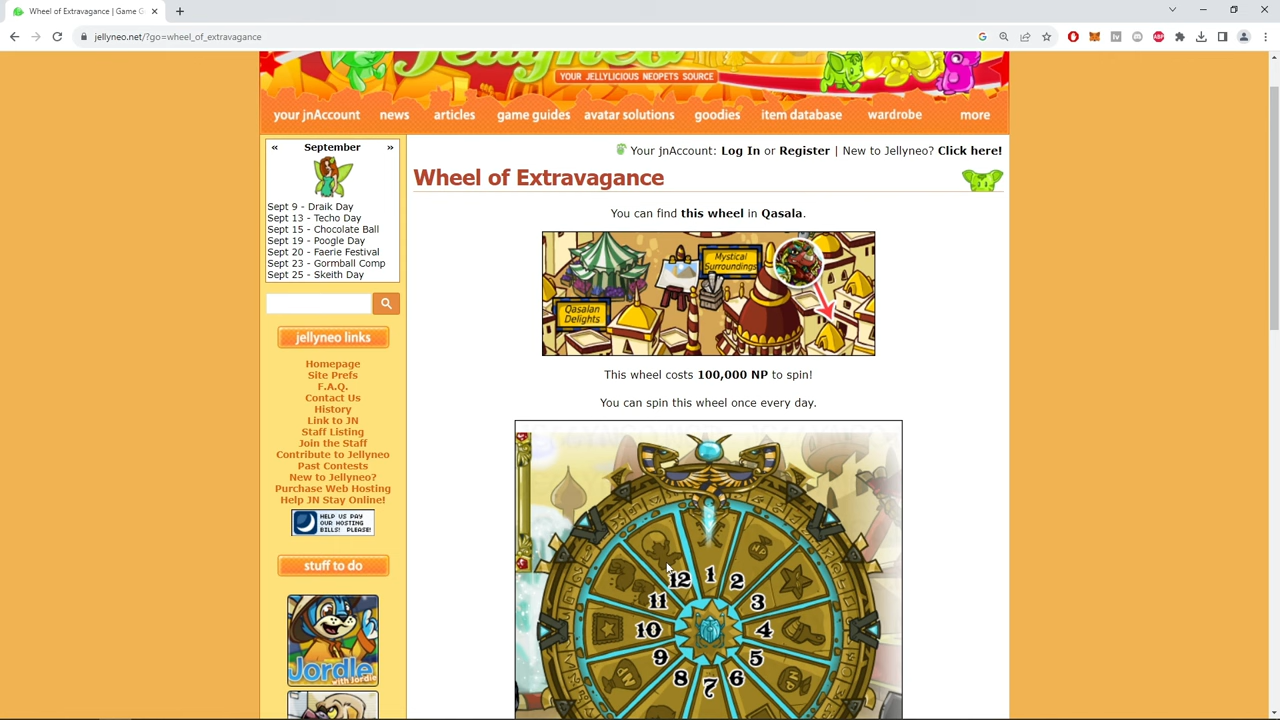 Wheel of Extravagance | Game G
jellyneo.net/?go=wheel_of_extravagance
YOUR JELLYLICIOUS NEOPETS SOURCE
your jnAccount news articles game guides avatar solutions goodies item database wardrobe more
« September »
Sept 9 - Draik Day
Sept 13 - Techo Day
Sept 15 - Chocolate Ball
Sept 19 - Poogle Day
Sept 20 - Faerie Festival
Sept 23 - Gormball Comp
Sept 25 - Skeith Day
jellyneo links
Homepage
Site Prefs
F.A.Q.
Contact Us
History
Link to JN
Staff Listing
Join the Staff
Contribute to Jellyneo
Past Contests
New to Jellyneo?
Purchase Web Hosting
Help JN Stay Online!
HELP US PAY
OUR HOSTING
BILLS! PLEASE!
stuff to do
Jordle
with Jordie
Your jnAccount: Log In or Register | New to Jellyneo? Click here!
Wheel of Extravagance
You can find this wheel in Qasala.
Mystical
Surroundings
Qasalan
Delights
This wheel costs 100,000 NP to spin!
You can spin this wheel once every day.
1
2
3
4
5
6
7
8
9
10
11
12
NP
NP
NP